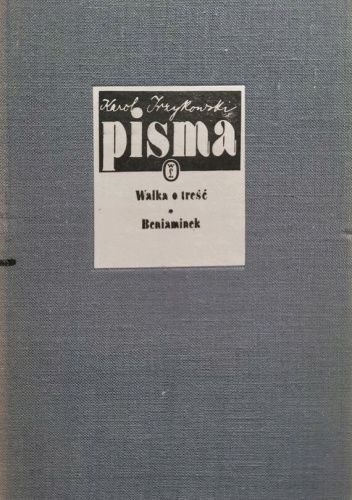 Karol Irzykowski
pisma
Walka o treść
•
Beniaminek